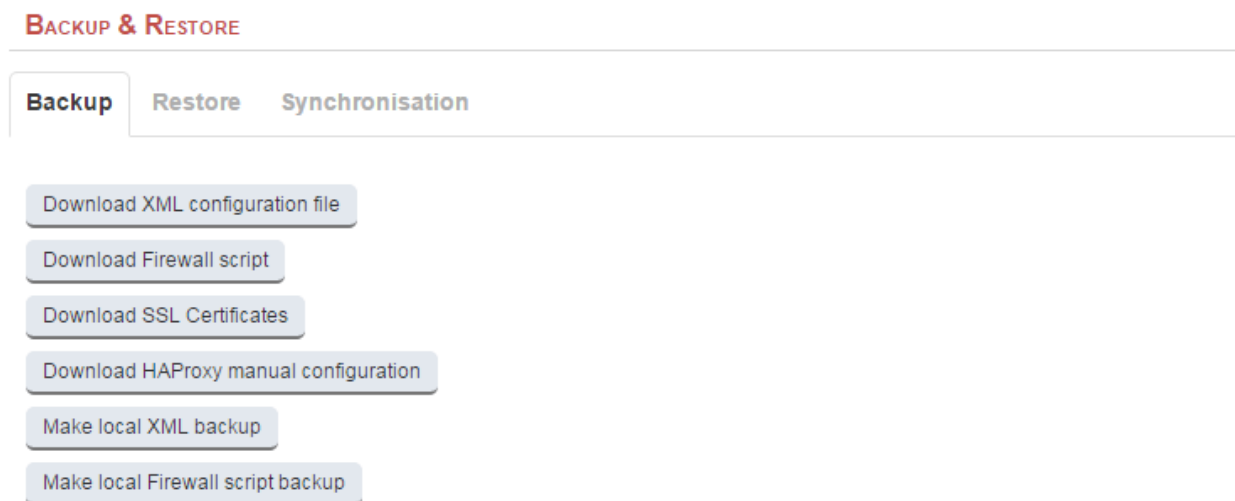 Backup & Restore
Backup Restore Synchronisation
Download XML configuration file
Download Firewall script
Download SSL Certificates
Download HAProxy manual configuration
Make local XML backup
Make local Firewall script backup